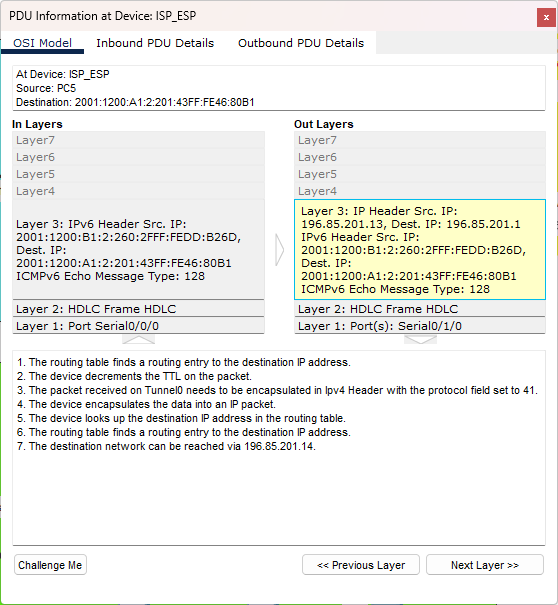 PDU Information at Device: ISP_ESP
OSI Model Inbound PDU Details Outbound PDU Details
At Device: ISP_ESP
Source: PC5
Destination: 2001:1200:A1:2:201:43FF:FE46:80B1
In Layers
Layer7
Layer6
Layer5
Layer4
Layer 3: IPv6 Header Src. IP:
2001:1200:B1:2:260:2FFF:FEDD:B26D,
Dest. IP:
2001:1200:A1:2:201:43FF:FE46:80B1
ICMPv6 Echo Message Type: 128
Layer 2: HDLC Frame HDLC
Layer 1: Port Serial0/0/0
Out Layers
Layer7
Layer6
Layer5
Layer4
Layer 3: IP Header Src. IP:
196.85.201.13, Dest. IP: 196.85.201.1
IPv6 Header Src. IP:
2001:1200:B1:2:260:2FFF:FEDD:B26D,
Dest. IP:
2001:1200:A1:2:201:43FF:FE46:80B1
ICMPv6 Echo Message Type: 128
Layer 2: HDLC Frame HDLC
Layer 1: Port(s): Serial0/1/0
1. The routing table finds a routing entry to the destination IP address.
2. The device decrements the TTL on the packet.
3. The packet received on Tunnel0 needs to be encapsulated in Ipv4 Header with the protocol field set to 41.
4. The device encapsulates the data into an IP packet.
5. The device looks up the destination IP address in the routing table.
6. The routing table finds a routing entry to the destination IP address.
7. The destination network can be reached via 196.85.201.14.
Challenge Me
<< Previous Layer
Next Layer >>